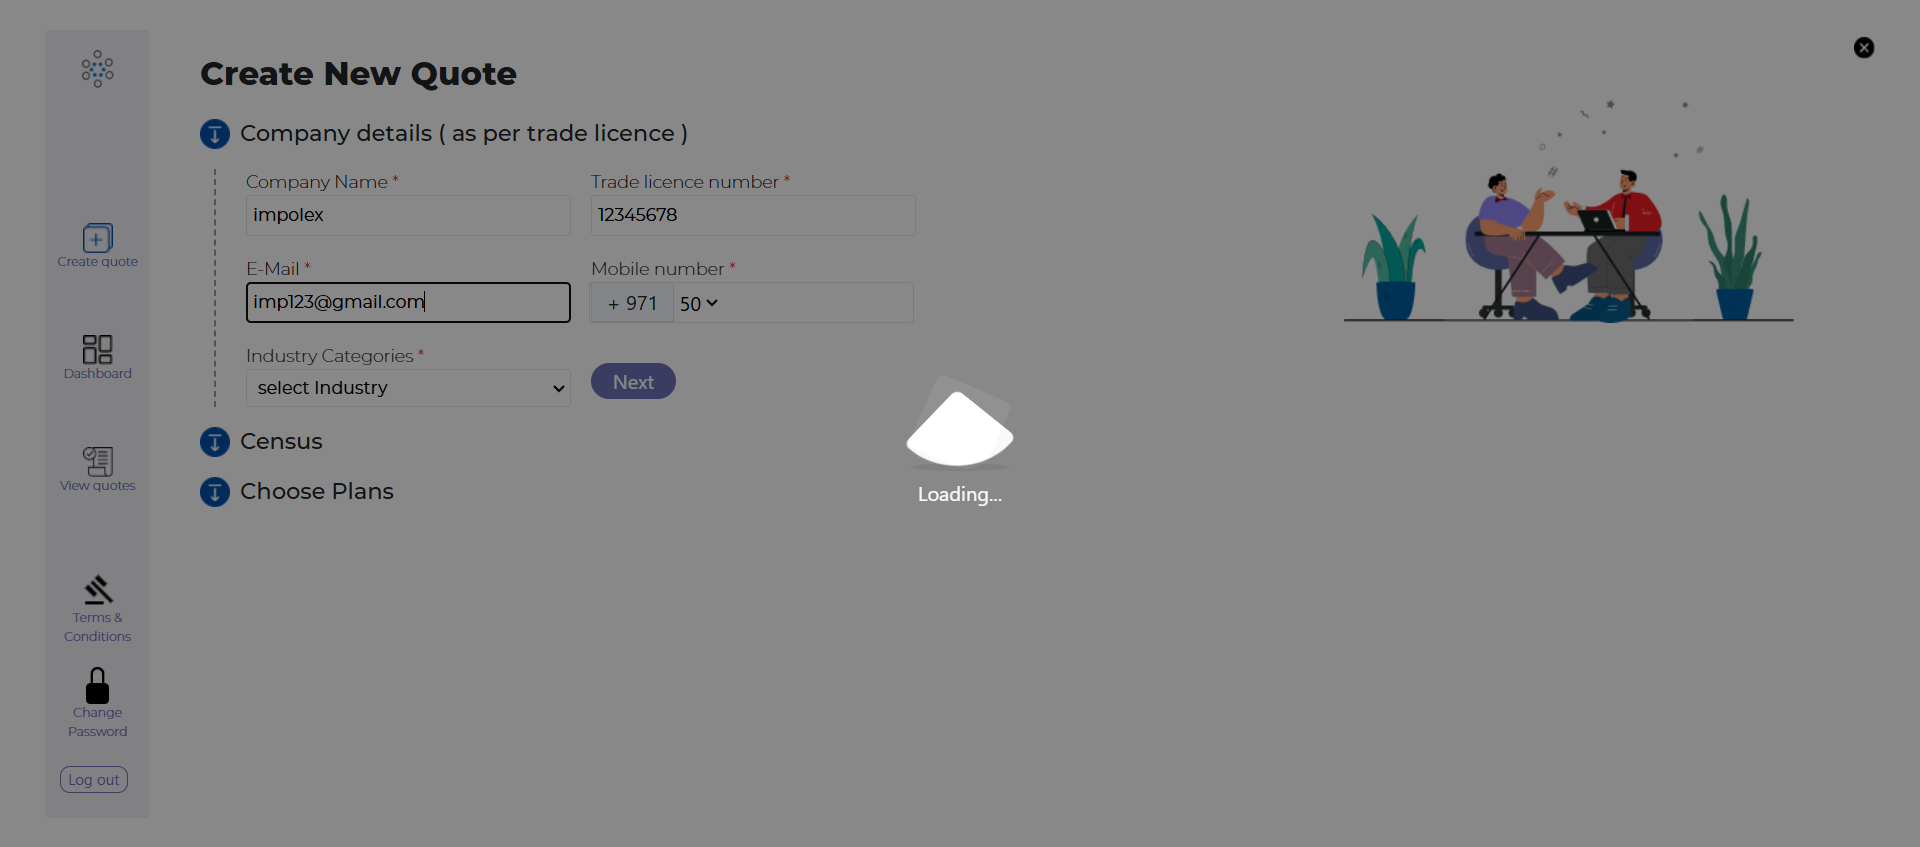 Create New Quote
Company details ( as per trade licence )
Company Name *
Trade licence number *
impolex
12345678
E-Mail *
Mobile number *
imp123@gmail.com
+ 971
50
Industry Categories *
select Industry
Next
Census
Choose Plans
Loading...
Create quote
Dashboard
View quotes
Terms &
Conditions
Change
Password
Log out